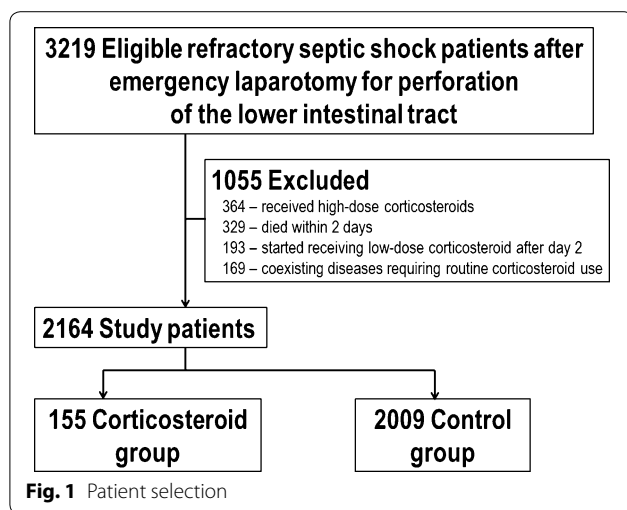 3219 Eligible refractory septic shock patients after
emergency laparotomy for perforation
of the lower intestinal tract
1055 Excluded
364 – received high-dose corticosteroids
329 – died within 2 days
193 – started receiving low-dose corticosteroid after day 2
169 – coexisting diseases requiring routine corticosteroid use
2164 Study patients
155 Corticosteroid
group
2009 Control
group
Fig. 1 Patient selection